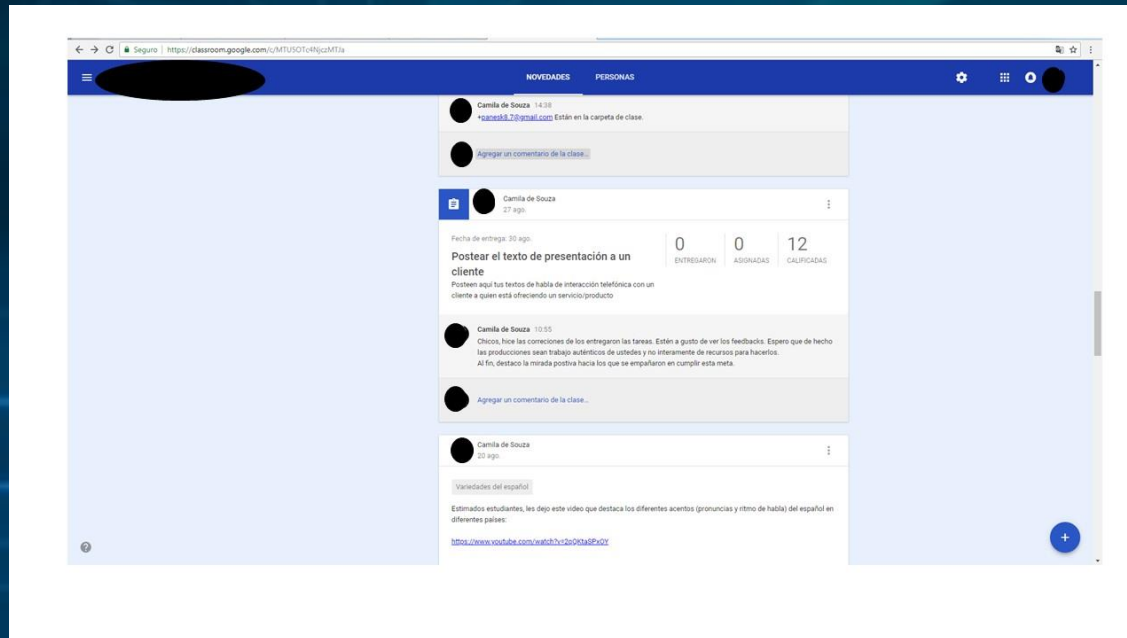 Seguro | https://classroom.google.com/c/MTU5OTc4NjczMTJa
NOVEDADES PERSONAS
Camila de Souza 14:38
+panesk8.7@gmail.com Están en la carpeta de clase.
Agregar un comentario de la clase...
Camila de Souza
27 ago.
Fecha de entrega: 30 ago.
Postear el texto de presentación a un
cliente
Posteen aquí tus textos de habla de interacción telefónica con un
cliente a quien está ofreciendo un servicio/producto
0 0 12
ENTREGARON ASIGNADAS CALIFICADAS
Camila de Souza 10:55
Chicos, hice las correciones de los entregaron las tareas. Estén a gusto de ver los feedbacks. Espero que de hecho
las producciones sean trabajo auténticos de ustedes y no interamente de recursos para hacerlos.
Al fin, destaco la mirada postiva hacia los que se empañaron en cumplir esta meta.
Agregar un comentario de la clase...
Camila de Souza
20 ago.
Variedades del español
Estimados estudiantes, les dejo este video que destaca los diferentes acentos (pronuncias y ritmo de habla) del español en
diferentes países:
https://www.youtube.com/watch?v=2qQKtaSPxOY